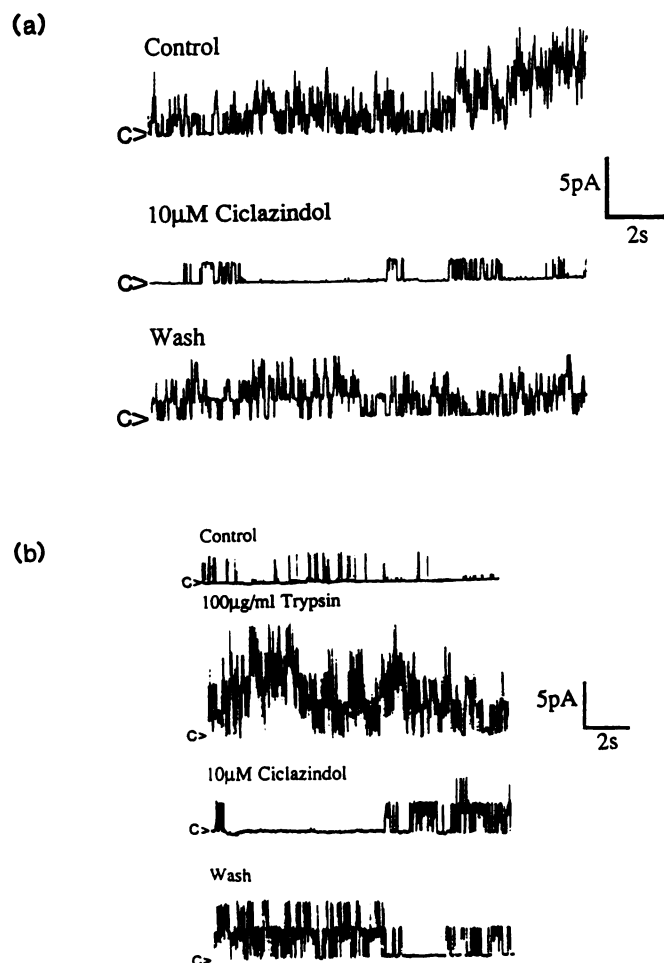 (a)
Control
C>
5pA
2s
10μM Ciclazindol
C>
Wash
C>
(b)
Control
C>
100μg/ml Trypsin
C>
5pA
2s
10μM Ciclazindol
C>
Wash
C>